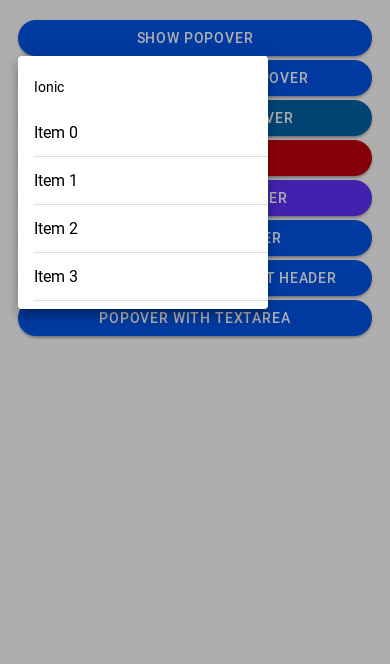 SHOW POPOVER
OVER
Ionic
VER
Item 0
Item 1
ER
Item 2
ER
Item 3
T HEADER
POPOVER WITH TEXTAREA